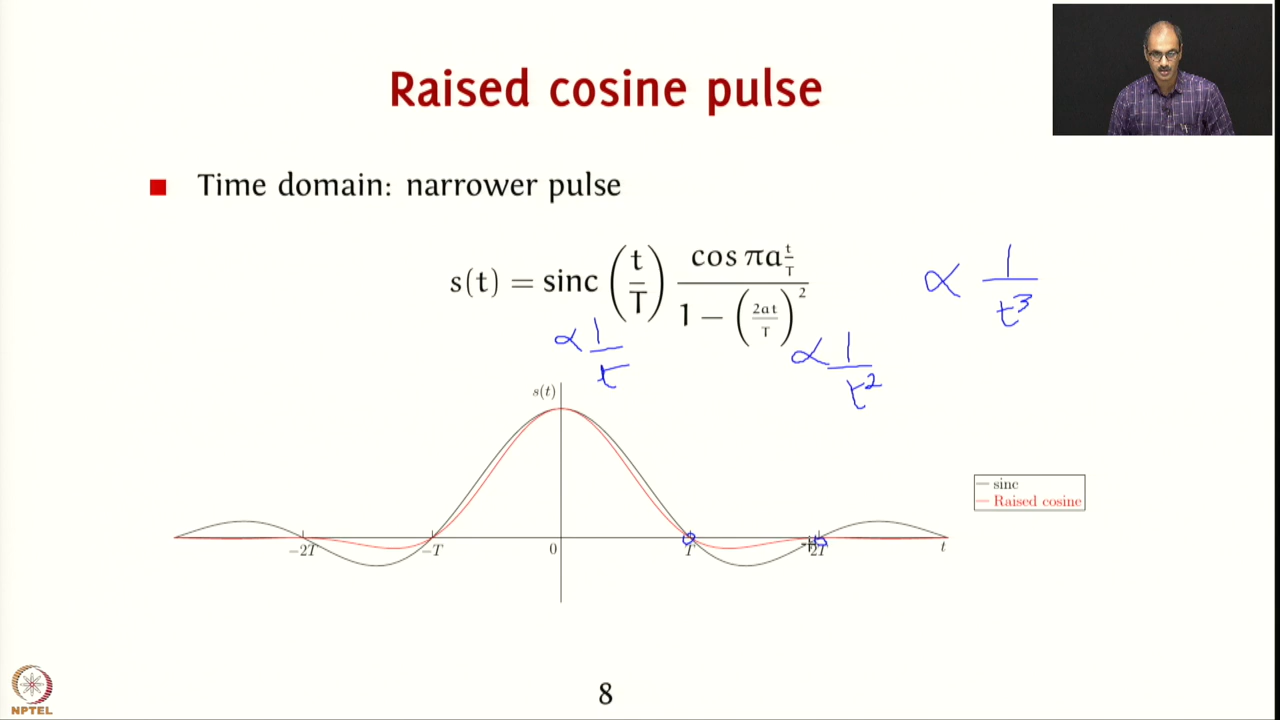 Raised cosine pulse
Time domain: narrower pulse
s(t) = sinc (t/T) cos πa t/T / 1 − (2at/T)²
∝ 1/t³
∝ 1/t
∝ 1/t²
s(t)
sinc
Raised cosine
−2T
−T
0
T
2T
t
NPTEL
8